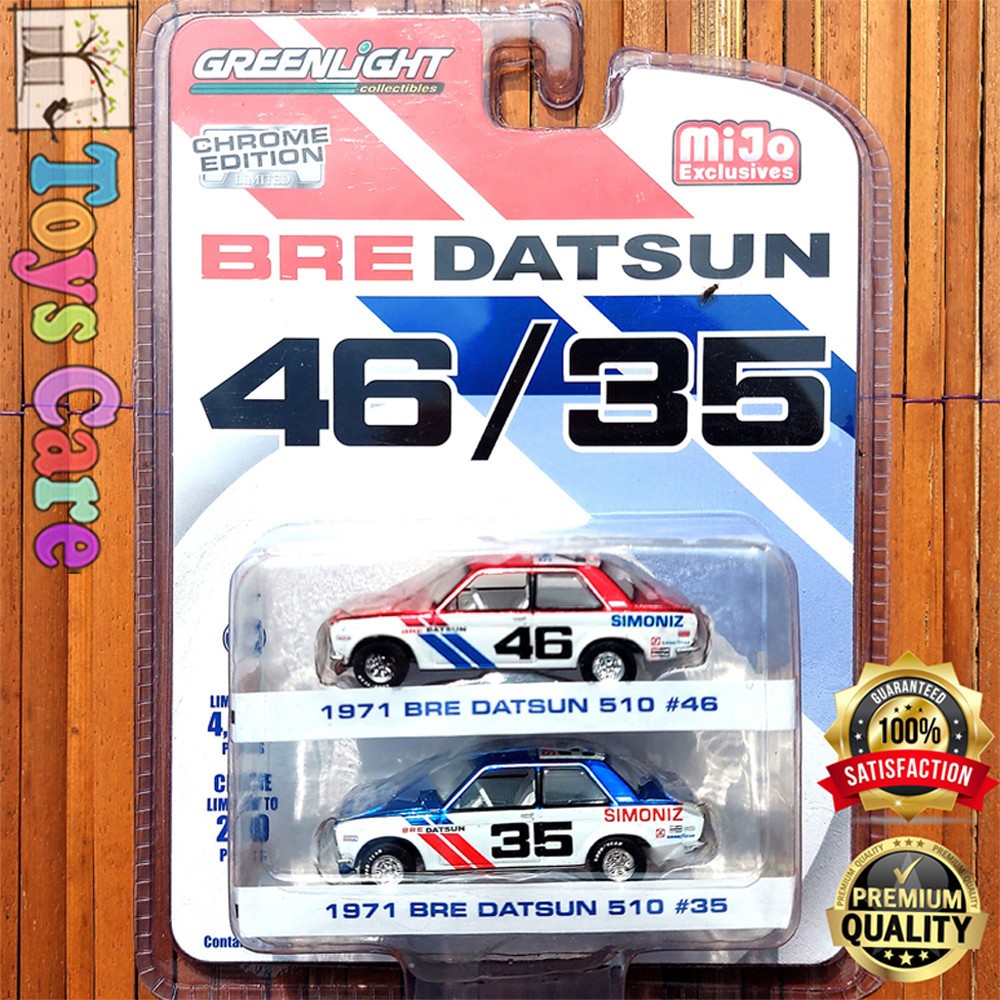 GREENLiGHT
collectibles
CHROME
EDITION
LIMITED
MiJo
Exclusives
BRE DATSUN
46/35
BRE DATSUN
46
SIMONIZ
1971 BRE DATSUN 510 #46
BRE DATSUN
35
SIMONIZ
1971 BRE DATSUN 510 #35
Toys Care
GUARANTEED
100%
SATISFACTION
PREMIUM QUALITY
PREMIUM
QUALITY